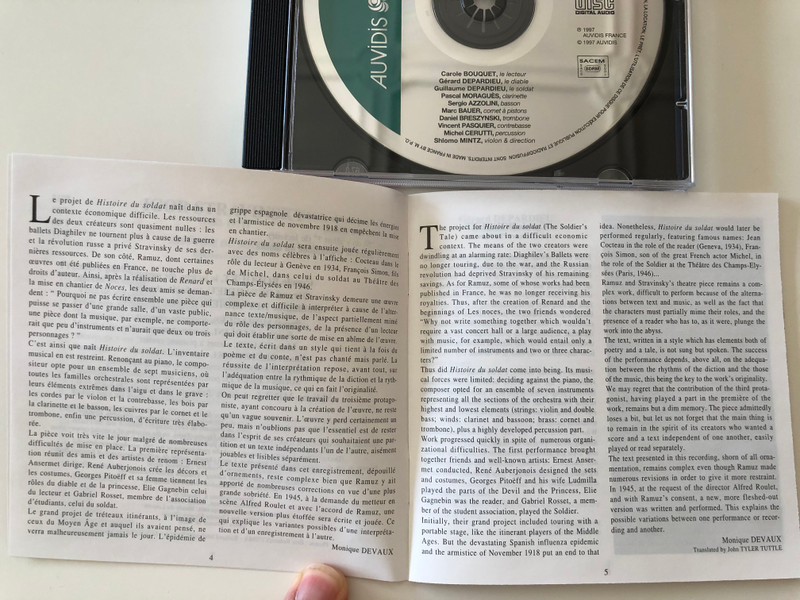 AUVIDIS
DISC
DIGITAL AUDIO
℗ 1997
AUVIDIS FRANCE
© 1997 AUVIDIS
SACEM
Carole BOUQUET, le lecteur
Gérard DEPARDIEU, le diable
Guillaume DEPARDIEU, le soldat
Pascal MORAGUÈS, clarinette
Sergio AZZOLINI, basson
Marc BAUER, cornet à pistons
Daniel BRESZYNSKI, trombone
Vincent PASQUIER, contrebasse
Michel CERUTTI, percussion
Shlomo MINTZ, violon & direction
Le projet de Histoire du soldat naît dans un
contexte économique difficile. Les ressources
des deux créateurs sont quasiment nulles : les
ballets Diaghilev ne tournent plus à cause de la guerre
et la révolution russe a privé Stravinsky de ses der-
nières ressources. De son côté, Ramuz, dont certaines
œuvres ont été publiées en France, ne touche plus de
droits d'auteur. Ainsi, après la réalisation de Renard et
la mise en chantier de Noces, les deux amis se deman-
dent : " Pourquoi ne pas écrire ensemble une pièce qui
puisse se passer d'une grande salle, d'un vaste public,
une pièce dont la musique, par exemple, ne comporte-
rait que peu d'instruments et n'aurait que deux ou trois
personnages ? "
C'est ainsi que naît Histoire du soldat. L'inventaire
musical en est restreint. Renonçant au piano, le compo-
siteur opte pour un ensemble de sept musiciens, où
toutes les familles orchestrales sont représentées par
leurs éléments extrêmes dans l'aigu et dans le grave :
les cordes par le violon et la contrebasse, les bois par
la clarinette et le basson, les cuivres par le cornet et le
trombone, enfin une percussion, d'écriture très élabo-
rée.
La pièce voit très vite le jour malgré de nombreuses
difficultés de mise en place. La première représenta-
tion réunit des amis et des artistes de renom : Ernest
Ansermet dirige, René Auberjonois crée les décors et
les costumes, Georges Pitoëff et sa femme tiennent les
rôles du diable et de la princesse, Elie Gagnebin celui
du lecteur et Gabriel Rosset, membre de l'association
d'étudiants, celui du soldat.
Le grand projet de tréteaux itinérants, à l'image de
ceux du Moyen Âge et auquel ils avaient pensé, ne
verra malheureusement jamais le jour. L'épidémie de
grippe espagnole dévastatrice qui décime les énergies
et l'armistice de novembre 1918 en empêchent la mise
en chantier.
Histoire du soldat sera ensuite jouée régulièrement
avec des noms célèbres à l'affiche : Cocteau dans le
rôle du lecteur à Genève en 1934, François Simon, fils
de Michel, dans celui du soldat au Théâtre des
Champs-Élysées en 1946.
La pièce de Ramuz et Stravinsky demeure une œuvre
complexe et difficile à interpréter à cause de l'alter-
nance texte/musique, de l'aspect partiellement mimé
du rôle des personnages, de la présence d'un lecteur
qui doit établir une sorte de mise en abîme de l'œuvre.
Le texte, écrit dans un style qui tient à la fois du
poème et du conte, n'est pas chanté mais parlé. La
réussite de l'interprétation repose, avant tout, sur
l'adéquation entre la rythmique de la diction et la ryth-
mique de la musique, ce qui en fait l'originalité.
On peut regretter que le travail du troisième protago-
niste, ayant concouru à la création de l'œuvre, ne reste
qu'un vague souvenir. L'œuvre y perd certainement un
peu, mais n'oublions pas que l'essentiel est de rester
dans l'esprit de ses créateurs qui souhaitaient une par-
tition et un texte indépendants l'un de l'autre, aisément
jouables et lisibles séparément.
Le texte présenté dans cet enregistrement, dépouillé
d'ornements, reste complexe bien que Ramuz y ait
apporté de nombreuses corrections en vue d'une plus
grande sobriété. En 1945, à la demande du metteur en
scène Alfred Roulet et avec l'accord de Ramuz, une
nouvelle version plus étoffée sera écrite et jouée. Ce
qui explique les variantes possibles d'une interpréta-
tion et d'un enregistrement à l'autre.
Monique DEVAUX
4
The project for Histoire du soldat (The Soldier's
Tale) came about in a difficult economic
context. The means of the two creators were
dwindling at an alarming rate; Diaghilev's Ballets were
no longer touring, due to the war, and the Russian
revolution had deprived Stravinsky of his remaining
savings. As for Ramuz, some of whose works had been
published in France, he was no longer receiving his
royalties. Thus, after the creation of Renard and the
beginnings of Les noces, the two friends wondered
"Why not write something together which wouldn't
require a vast concert hall or a large audience, a play
with music, for example, which would entail only a
limited number of instruments and two or three charac-
ters?"
Thus did Histoire du soldat come into being. Its musi-
cal forces were limited; deciding against the piano, the
composer opted for an ensemble of seven instruments
representing all the sections of the orchestra with their
highest and lowest elements (strings: violin and double
bass; winds: clarinet and bassoon; brass: cornet and
trombone), plus a highly developed percussion part.
Work progressed quickly in spite of numerous organi-
zational difficulties. The first performance brought
together friends and well-known artists: Ernest Anser-
met conducted, René Auberjonois designed the sets
and costumes, Georges Pitoëff and his wife Ludmilla
played the parts of the Devil and the Princess, Elie
Gagnebin was the reader, and Gabriel Rosset, a mem-
ber of the student association, played the Soldier.
Initially, their grand project included touring with a
portable stage, like the itinerant players of the Middle
Ages. But the devastating Spanish influenza epidemic
and the armistice of November 1918 put an end to that
idea. Nonetheless, Histoire du soldat would later be
performed regularly, featuring famous names: Jean
Cocteau in the role of the reader (Geneva, 1934), Fran-
çois Simon, son of the great French actor Michel, in
the role of the Soldier at the Théâtre des Champs-Ely-
sées (Paris, 1946)...
Ramuz and Stravinsky's theatre piece remains a com-
plex work, difficult to perform because of the alterna-
tions between text and music, as well as the fact that
the characters must partially mime their roles, and the
presence of a reader who has to, as it were, plunge the
work into the abyss.
The text, written in a style which has elements both of
poetry and a tale, is not sung but spoken. The success
of the performance depends, above all, on the adequa-
tion between the rhythms of the diction and the those
of the music, this being the key to the work's originality.
We may regret that the contribution of the third prota-
gonist, having played a part in the première of the
work, remains but a dim memory. The piece admittedly
loses a bit, but let us not forget that the main thing is
to remain in the spirit of its creators who wanted a
score and a text independent of one another, easily
played or read separately.
The text presented in this recording, shorn of all orna-
mentation, remains complex even though Ramuz made
numerous revisions in order to give it more restraint.
In 1945, at the request of the director Alfred Roulet,
and with Ramuz's consent, a new, more fleshed-out
version was written and performed. This explains the
possible variations between one performance or recor-
ding and another.
Monique DEVAUX
Translated by John TYLER TUTTLE
5